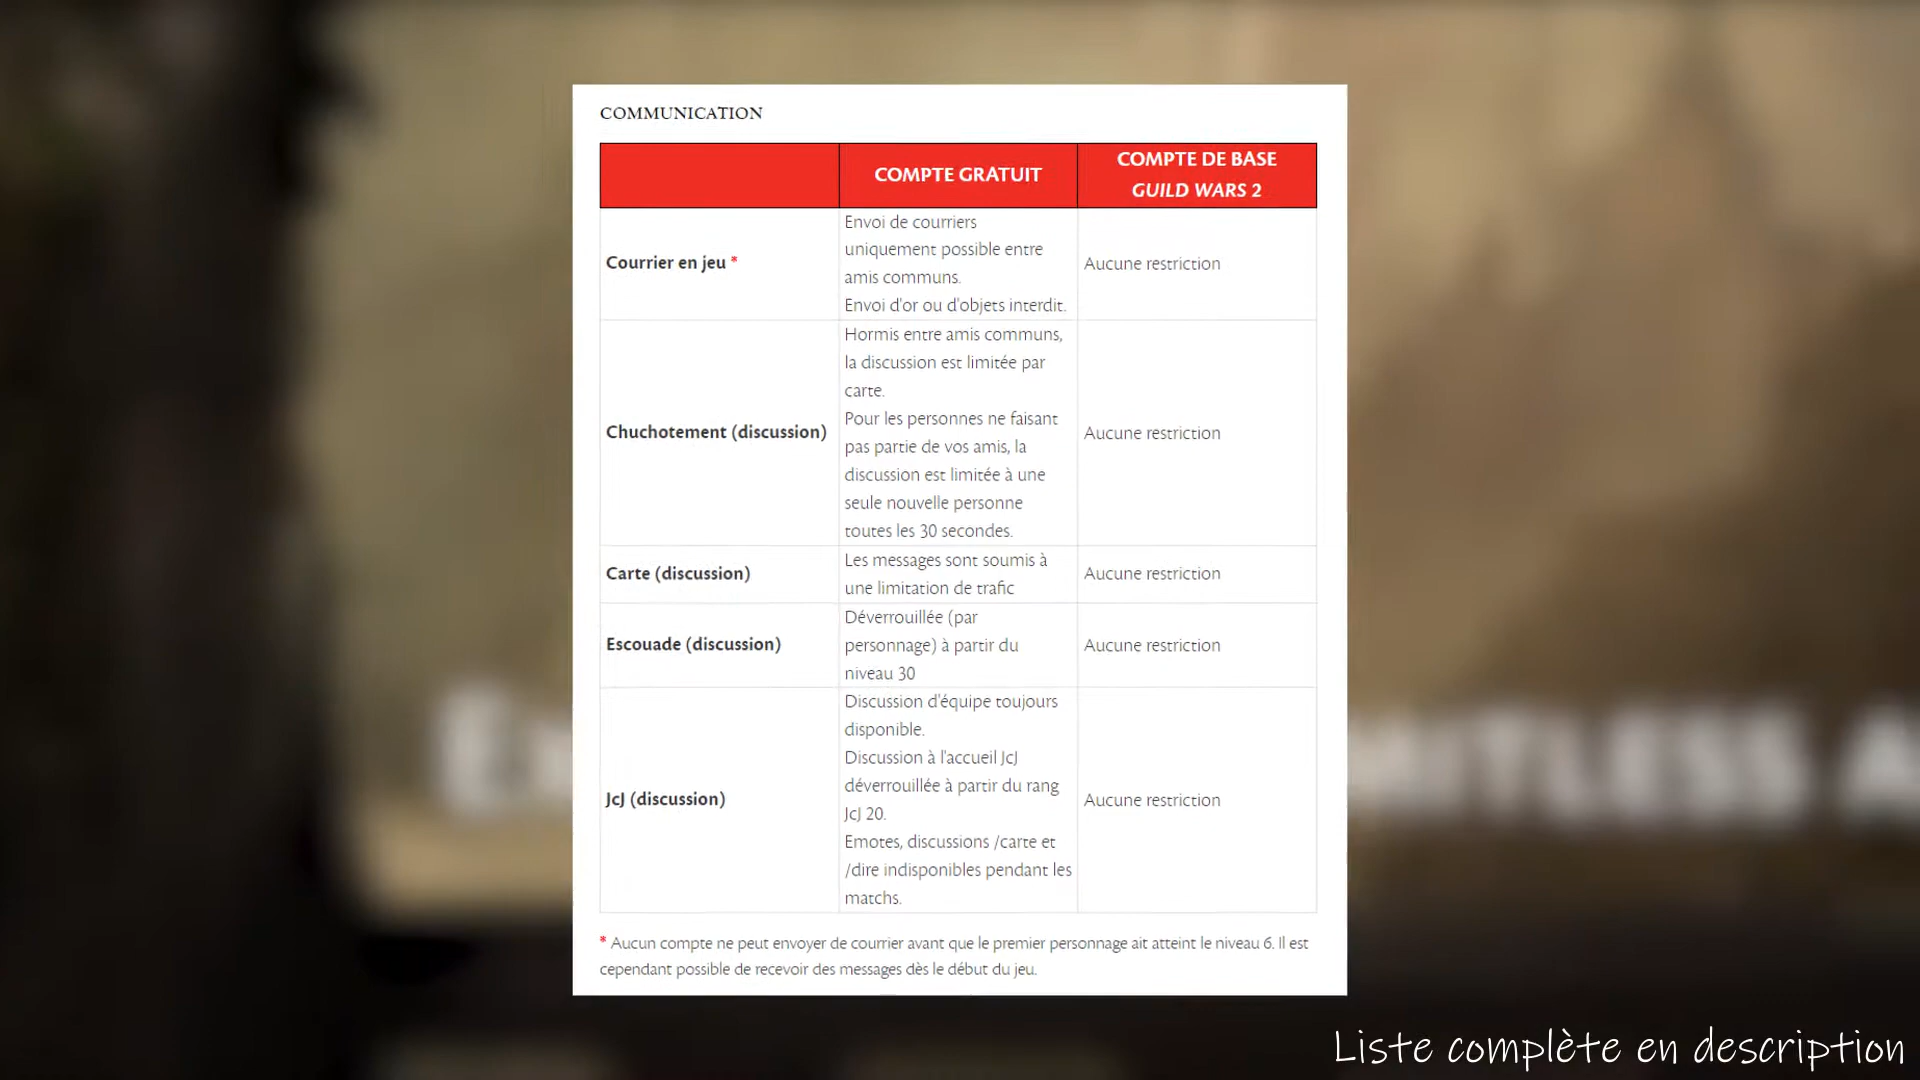 COMMUNICATION
COMPTE GRATUIT
COMPTE DE BASE
GUILD WARS 2
Courrier en jeu *
Envoi de courriers
uniquement possible entre
amis communs.
Envoi d'or ou d'objets interdit.
Aucune restriction
Chuchotement (discussion)
Hormis entre amis communs,
la discussion est limitée par
carte.
Pour les personnes ne faisant
pas partie de vos amis, la
discussion est limitée à une
seule nouvelle personne
toutes les 30 secondes.
Aucune restriction
Carte (discussion)
Les messages sont soumis à
une limitation de trafic
Aucune restriction
Escouade (discussion)
Déverrouillée (par
personnage) à partir du
niveau 30
Aucune restriction
JcJ (discussion)
Discussion d'équipe toujours
disponible.
Discussion à l'accueil JcJ
déverrouillée à partir du rang
JcJ 20.
Emotes, discussions /carte et
/dire indisponibles pendant les
matchs.
Aucune restriction
* Aucun compte ne peut envoyer de courrier avant que le premier personnage ait atteint le niveau 6. Il est
cependant possible de recevoir des messages dès le début du jeu.
Liste complète en description